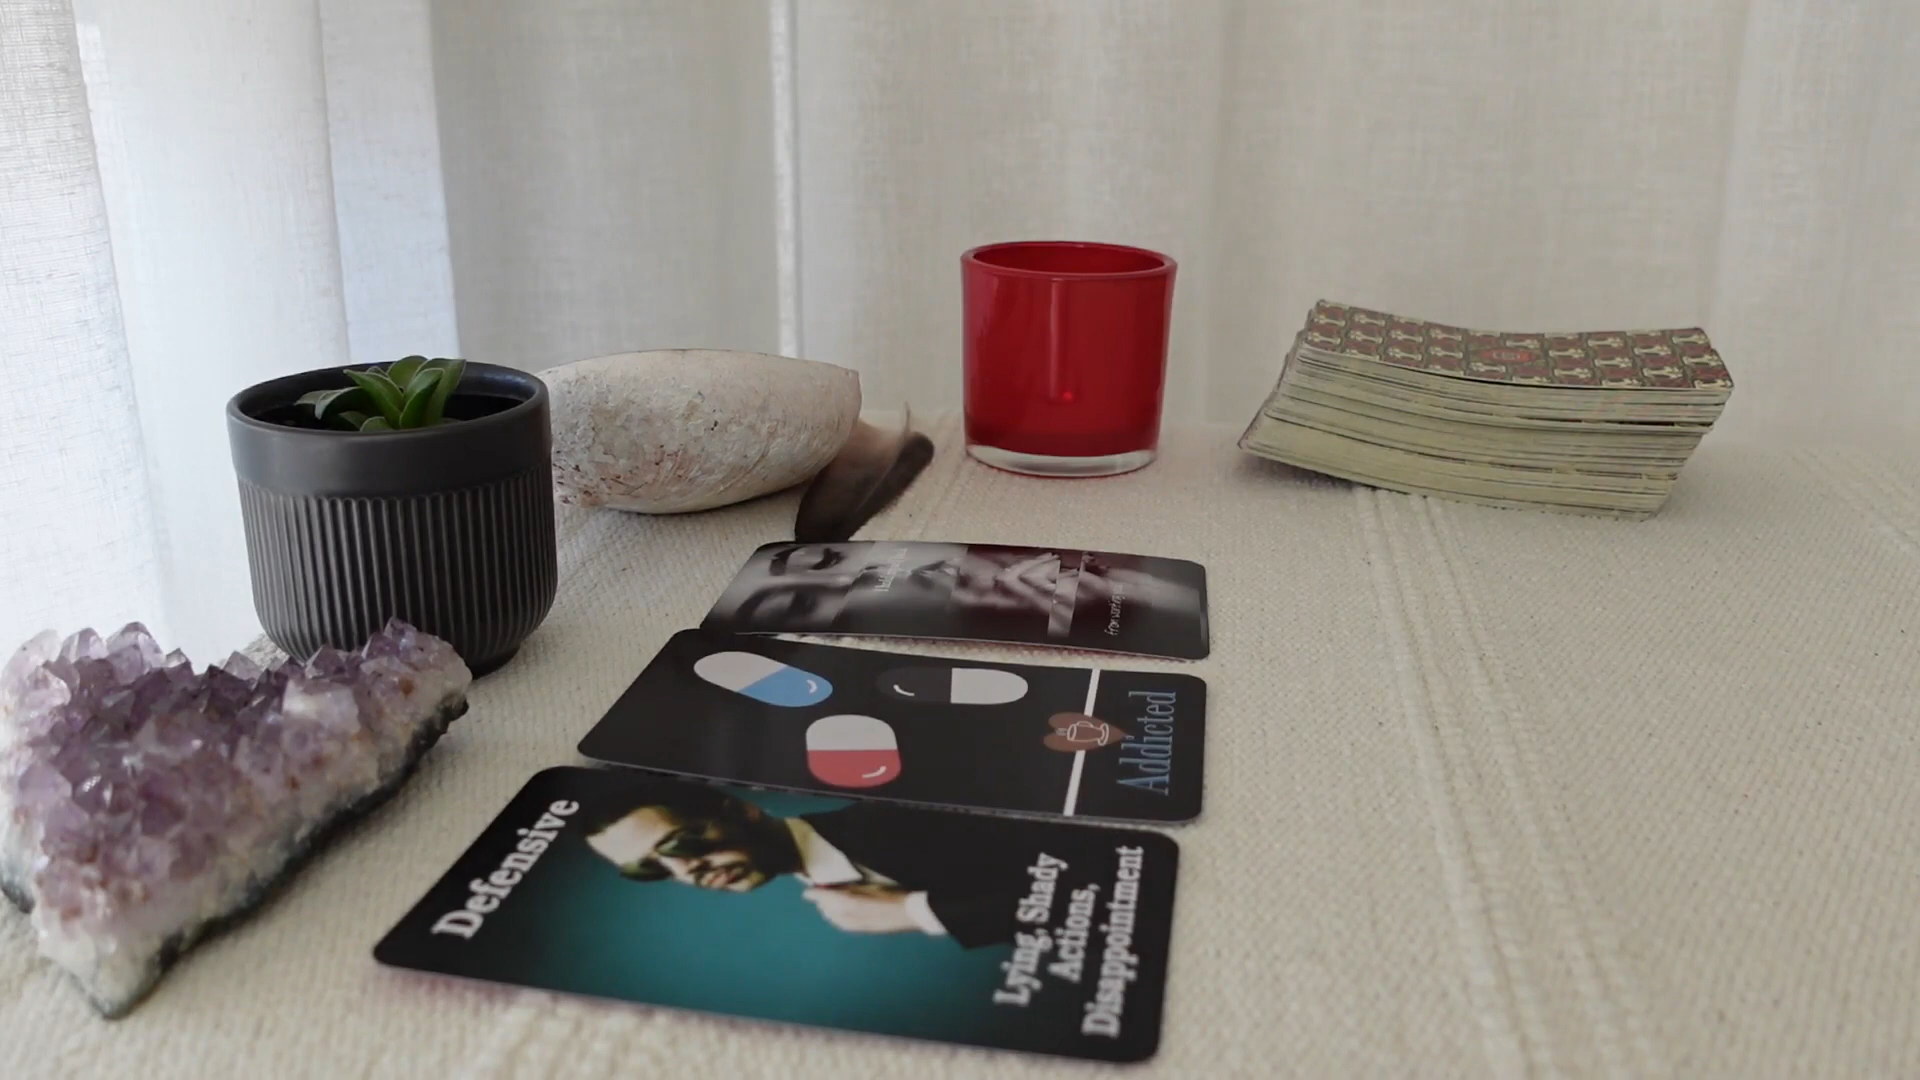 Addicted
Defensive
Lying, Shady
Actions,
Disappointment